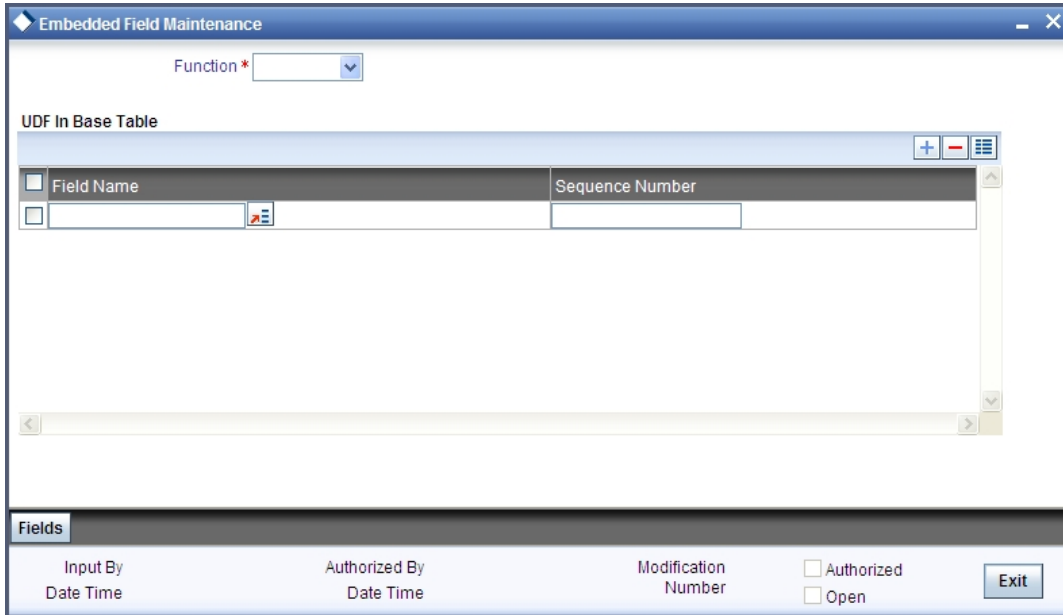 Embedded Field Maintenance
Function *
UDF In Base Table
Field Name Sequence Number
Fields
Input By Authorized By Modification Number Authorized
Date Time Date Time Open
Exit